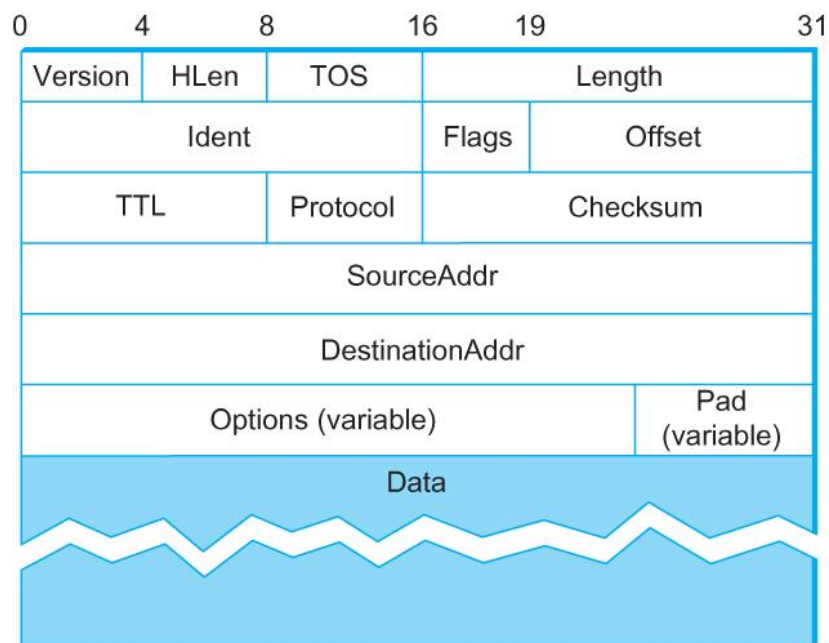 0 4 8 16 19 31
Version HLen TOS Length
Ident Flags Offset
TTL Protocol Checksum
SourceAddr
DestinationAddr
Options (variable) Pad
(variable)
Data